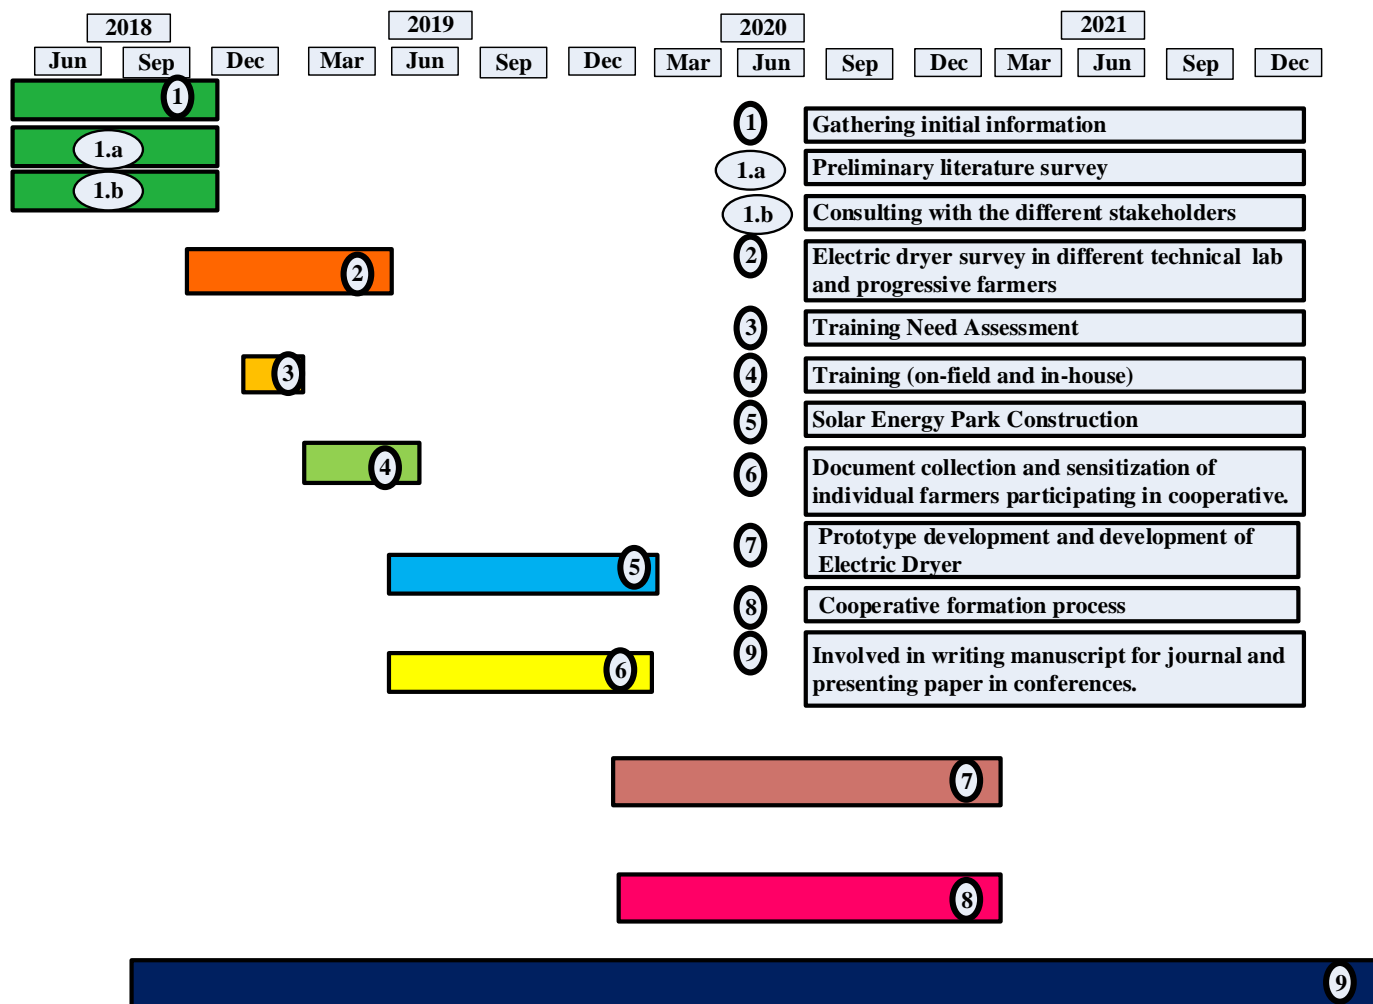 2018 2019 2020 2021
Jun Sep Dec Mar Jun Sep Dec Mar Jun Sep Dec Mar Jun Sep Dec
1
1.a
1.b
2
3
4
5
6
7
8
9
1 Gathering initial information
1.a Preliminary literature survey
1.b Consulting with the different stakeholders
2 Electric dryer survey in different technical lab
and progressive farmers
3 Training Need Assessment
4 Training (on-field and in-house)
5 Solar Energy Park Construction
6 Document collection and sensitization of
individual farmers participating in cooperative.
7 Prototype development and development of
Electric Dryer
8 Cooperative formation process
9 Involved in writing manuscript for journal and
presenting paper in conferences.